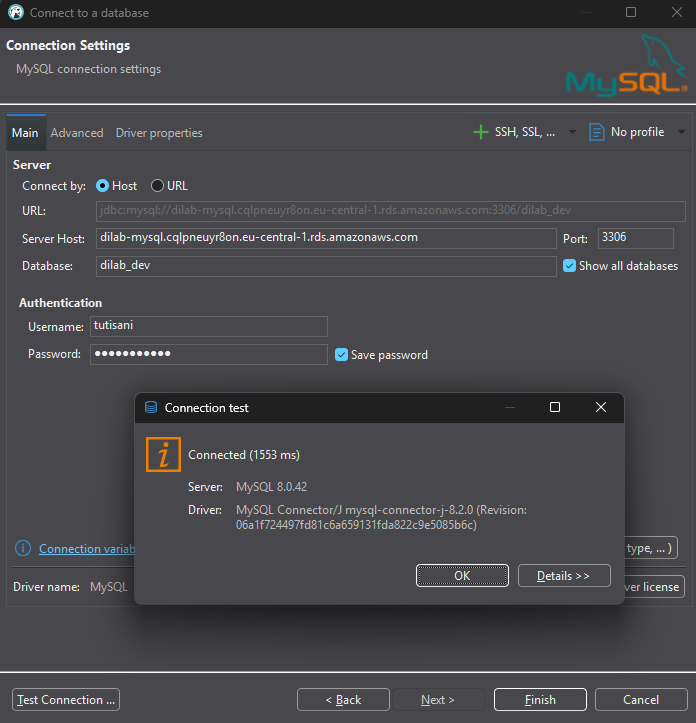 Connect to a database
Connection Settings
MySQL connection settings
MySQL
Main Advanced Driver properties SSH, SSL, ... No profile
Server
Connect by: Host URL
URL: jdbc:mysql://dilab-mysql.cqlpneuyr8on.eu-central-1.rds.amazonaws.com:3306/dilab_dev
Server Host: dilab-mysql.cqlpneuyr8on.eu-central-1.rds.amazonaws.com Port: 3306
Database: dilab_dev Show all databases
Authentication
Username: tutisani
Password: ●●●●●●●●●●● Save password
Connection test
Connected (1553 ms)
Server: MySQL 8.0.42
Driver: MySQL Connector/J mysql-connector-j-8.2.0 (Revision:
06a1f724497fd81c6a659131fda822c9e5085b6c)
Connection variab type, ... )
OK Details >>
Driver name: MySQL ver license
Test Connection ... < Back Next > Finish Cancel